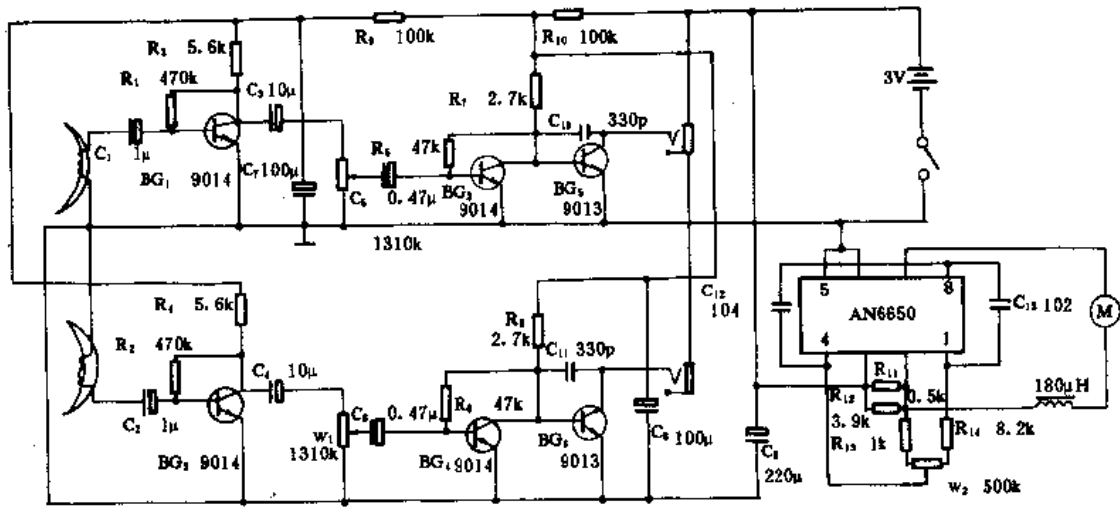 R₃ 5.6k
R₉ 100k
R₁₀ 100k
R₁ 470k
C₃ 10μ
R₇ 2.7k
C₁₀ 330p
3V
C₁ 1μ
BG₁ 9014
C₇ 100μ
R₅ 47k
C₅ 0.47μ
BG₃ 9014
BG₅ 9013
1310k
R₄ 5.6k
C₁₂ 104
5 8
AN6650
C₁₃ 102
M
4 1
R₂ 470k
R₈ 2.7k
C₁₁ 330p
C₄ 10μ
R₁₁
180μH
R₁₂ 0.5k
3.9k
C₂ 1μ
BG₂ 9014
W₁ 1310k
C₆ 0.47μ
R₆ 47k
BG₄ 9014
BG₆ 9013
C₈ 100μ
C₉ 220μ
R₁₃ 1k
R₁₄ 8.2k
W₂ 500k